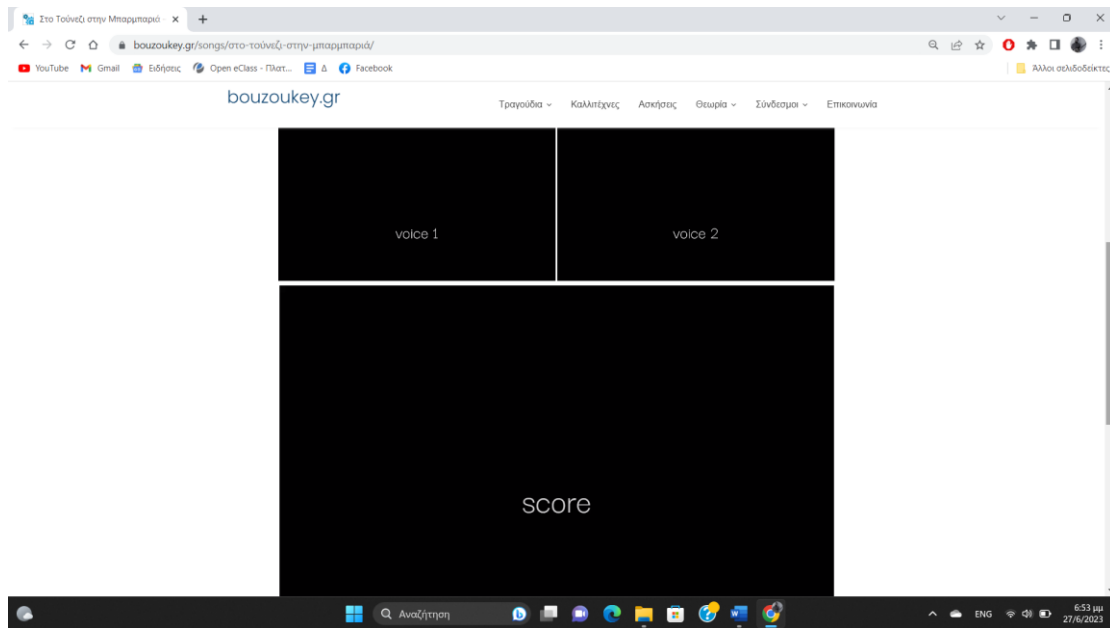 Στο Τούνεζι στην Μπαρμπαριά -
bouzoukey.gr/songs/στο-τούνεζι-στην-μπαρμπαριά/
YouTube Gmail Ειδήσεις Open eClass - Πλατ... Δ Facebook Άλλοι σελιδοδείκτες
bouzoukey.gr Τραγούδια Καλλιτέχνες Ασκήσεις Θεωρία Σύνδεσμοι Επικοινωνία
voice 1 voice 2
score
Αναζήτηση ENG 6:53 μμ
27/6/2023